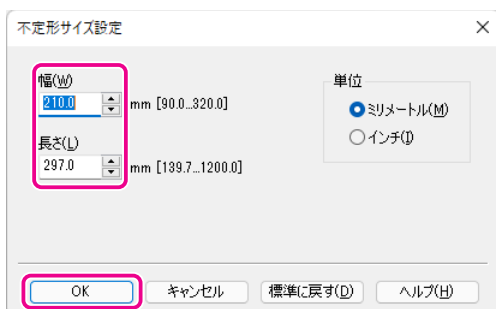 不定形サイズ設定
幅(W)
210.0 mm [90.0...320.0]
長さ(L)
297.0 mm [139.7...1200.0]
単位
ミリメートル(M)
インチ(I)
OK キャンセル 標準に戻す(D) ヘルプ(H)